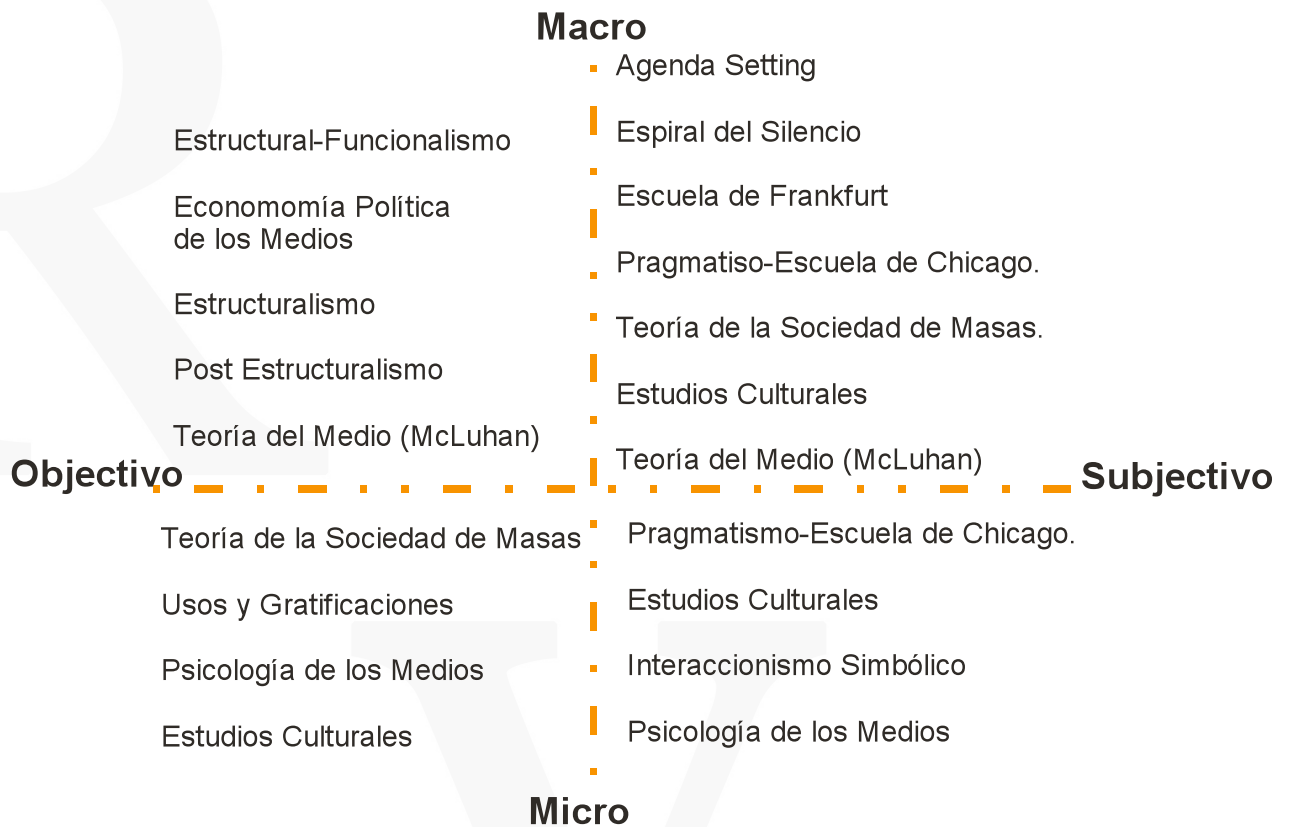 Macro
Agenda Setting
Espiral del Silencio
Escuela de Frankfurt
Pragmatiso-Escuela de Chicago.
Teoría de la Sociedad de Masas.
Estudios Culturales
Teoría del Medio (McLuhan)
Estructural-Funcionalismo
Economomía Política
de los Medios
Estructuralismo
Post Estructuralismo
Teoría del Medio (McLuhan)
Objectivo
Subjectivo
Teoría de la Sociedad de Masas
Usos y Gratificaciones
Psicología de los Medios
Estudios Culturales
Pragmatismo-Escuela de Chicago.
Estudios Culturales
Interaccionismo Simbólico
Psicología de los Medios
Micro